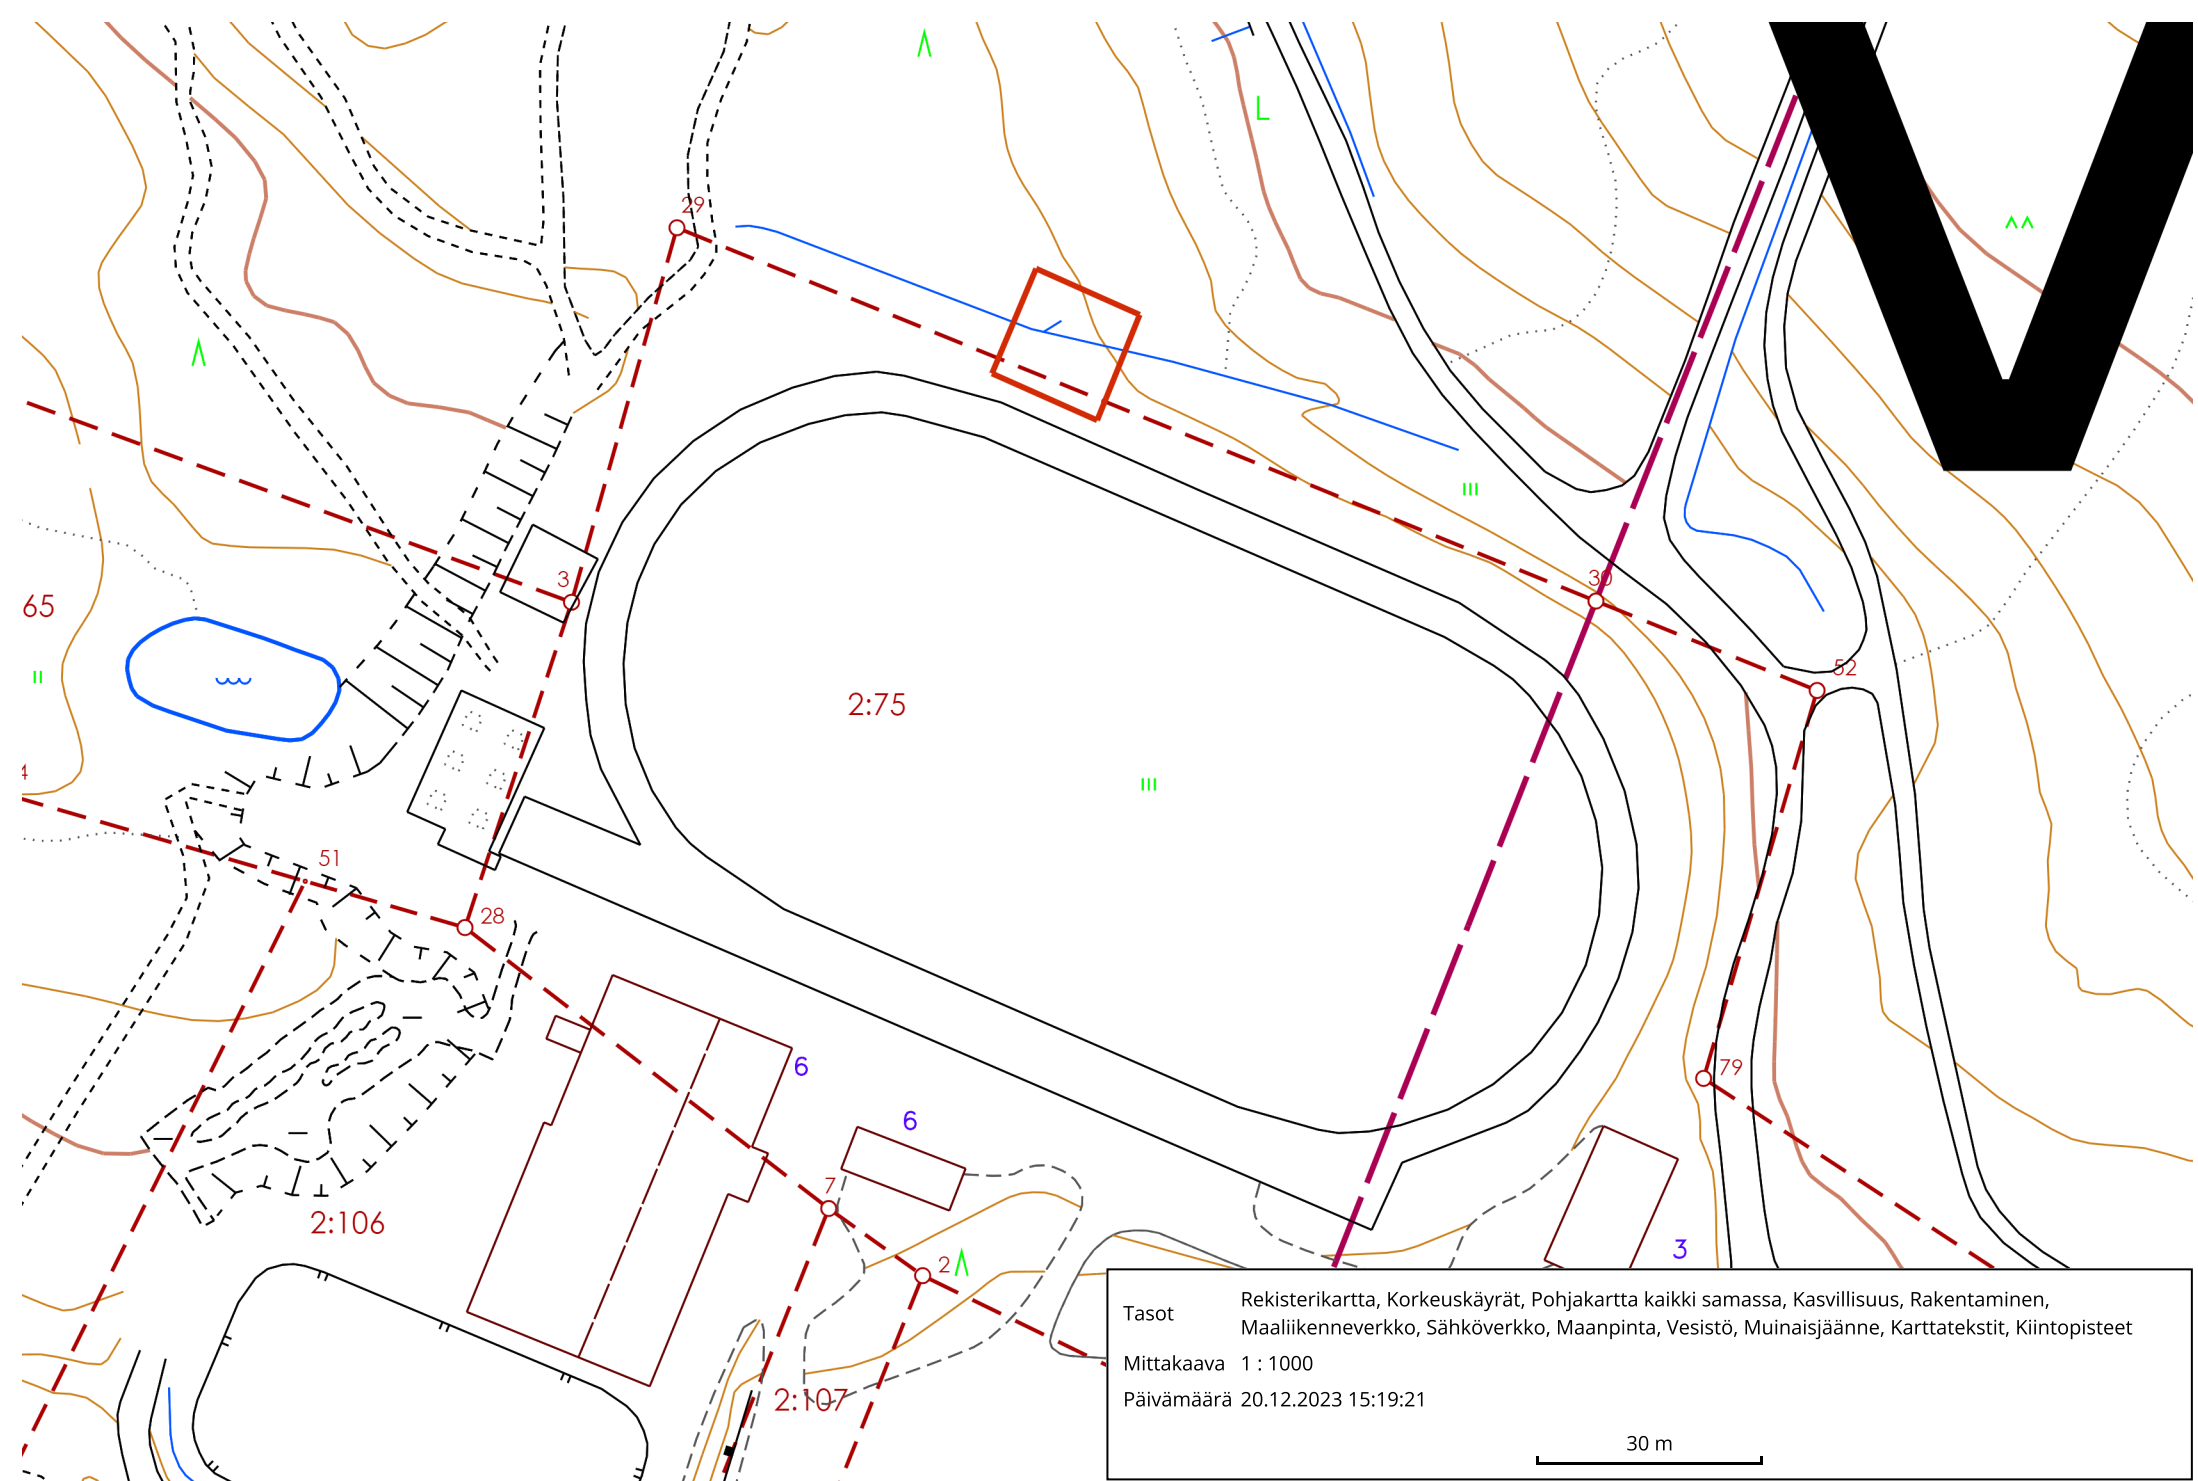 L
29
3
30
65
52
2:75
4
51
28
6
79
6
7
2:106
3
2
2:107
Tasot
Rekisterikartta, Korkeuskäyrät, Pohjakartta kaikki samassa, Kasvillisuus, Rakentaminen,
Maaliikenneverkko, Sähköverkko, Maanpinta, Vesistö, Muinaisjäänne, Karttatekstit, Kiintopisteet
Mittakaava 1 : 1000
Päivämäärä 20.12.2023 15:19:21
30 m